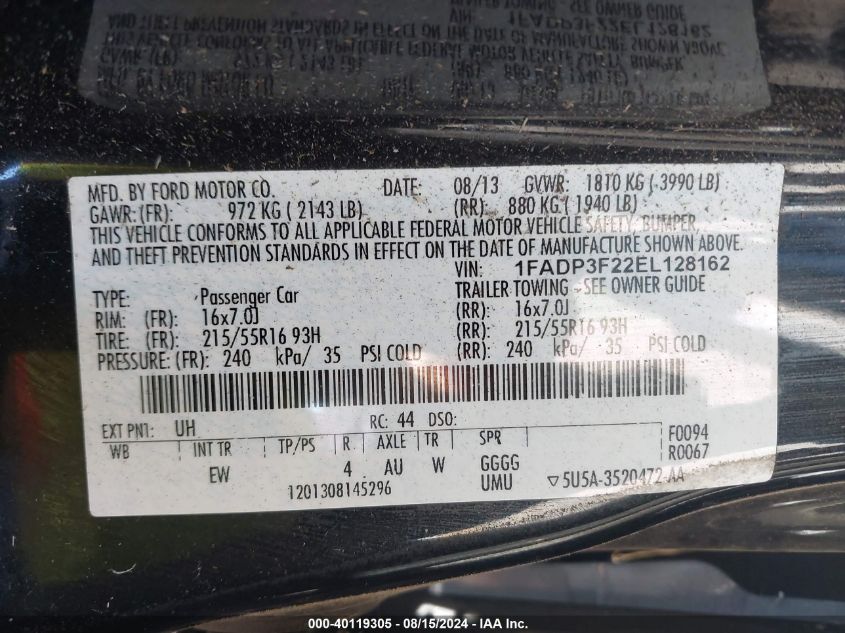 MFD. BY FORD MOTOR CO. DATE: 08/13 GVWR: 1810 KG ( 3990 LB)
GAWR:(FR): 972 KG ( 2143 LB) (RR): 880 KG ( 1940 LB)
THIS VEHICLE CONFORMS TO ALL APPLICABLE FEDERAL MOTOR VEHICLE SAFETY, BUMPER,
AND THEFT PREVENTION STANDARDS IN EFFECT ON THE DATE OF MANUFACTURE SHOWN ABOVE.
VIN: 1FADP3F22EL128162
TYPE: Passenger Car TRAILER TOWING - SEE OWNER GUIDE
RIM: (FR): 16x7.0J (RR): 16x7.0J
TIRE: (FR): 215/55R16 93H (RR): 215/55R16 93H
PRESSURE: (FR): 240 kPa/ 35 PSI COLD (RR): 240 kPa/ 35 PSI COLD
EXT PNT: UH RC: 44 DSO:
WB INT TR TP/PS R AXLE TR SPR F0094
EW 4 AU W GGGG R0067
1201308145296 UMU ▽5U5A-3520472-AA
000-40119305 - 08/15/2024 - IAA Inc.